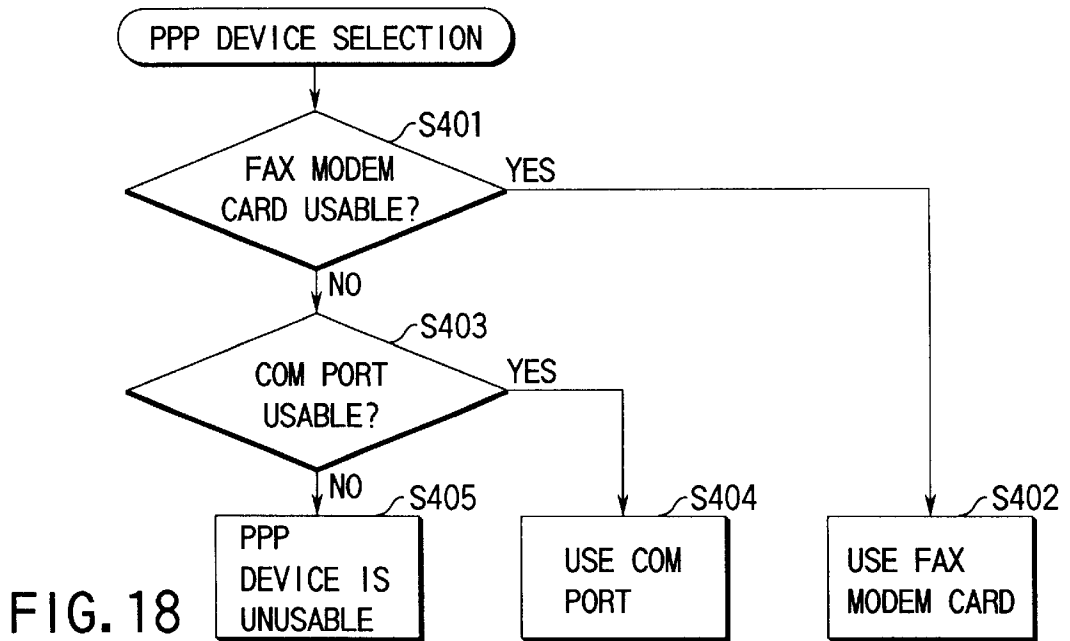 PPP DEVICE SELECTION
S401
FAX MODEM
CARD USABLE?
YES
NO
S403
COM PORT
USABLE?
YES
NO
S405
PPP
DEVICE IS
UNUSABLE
S404
USE COM
PORT
S402
USE FAX
MODEM CARD
FIG. 18